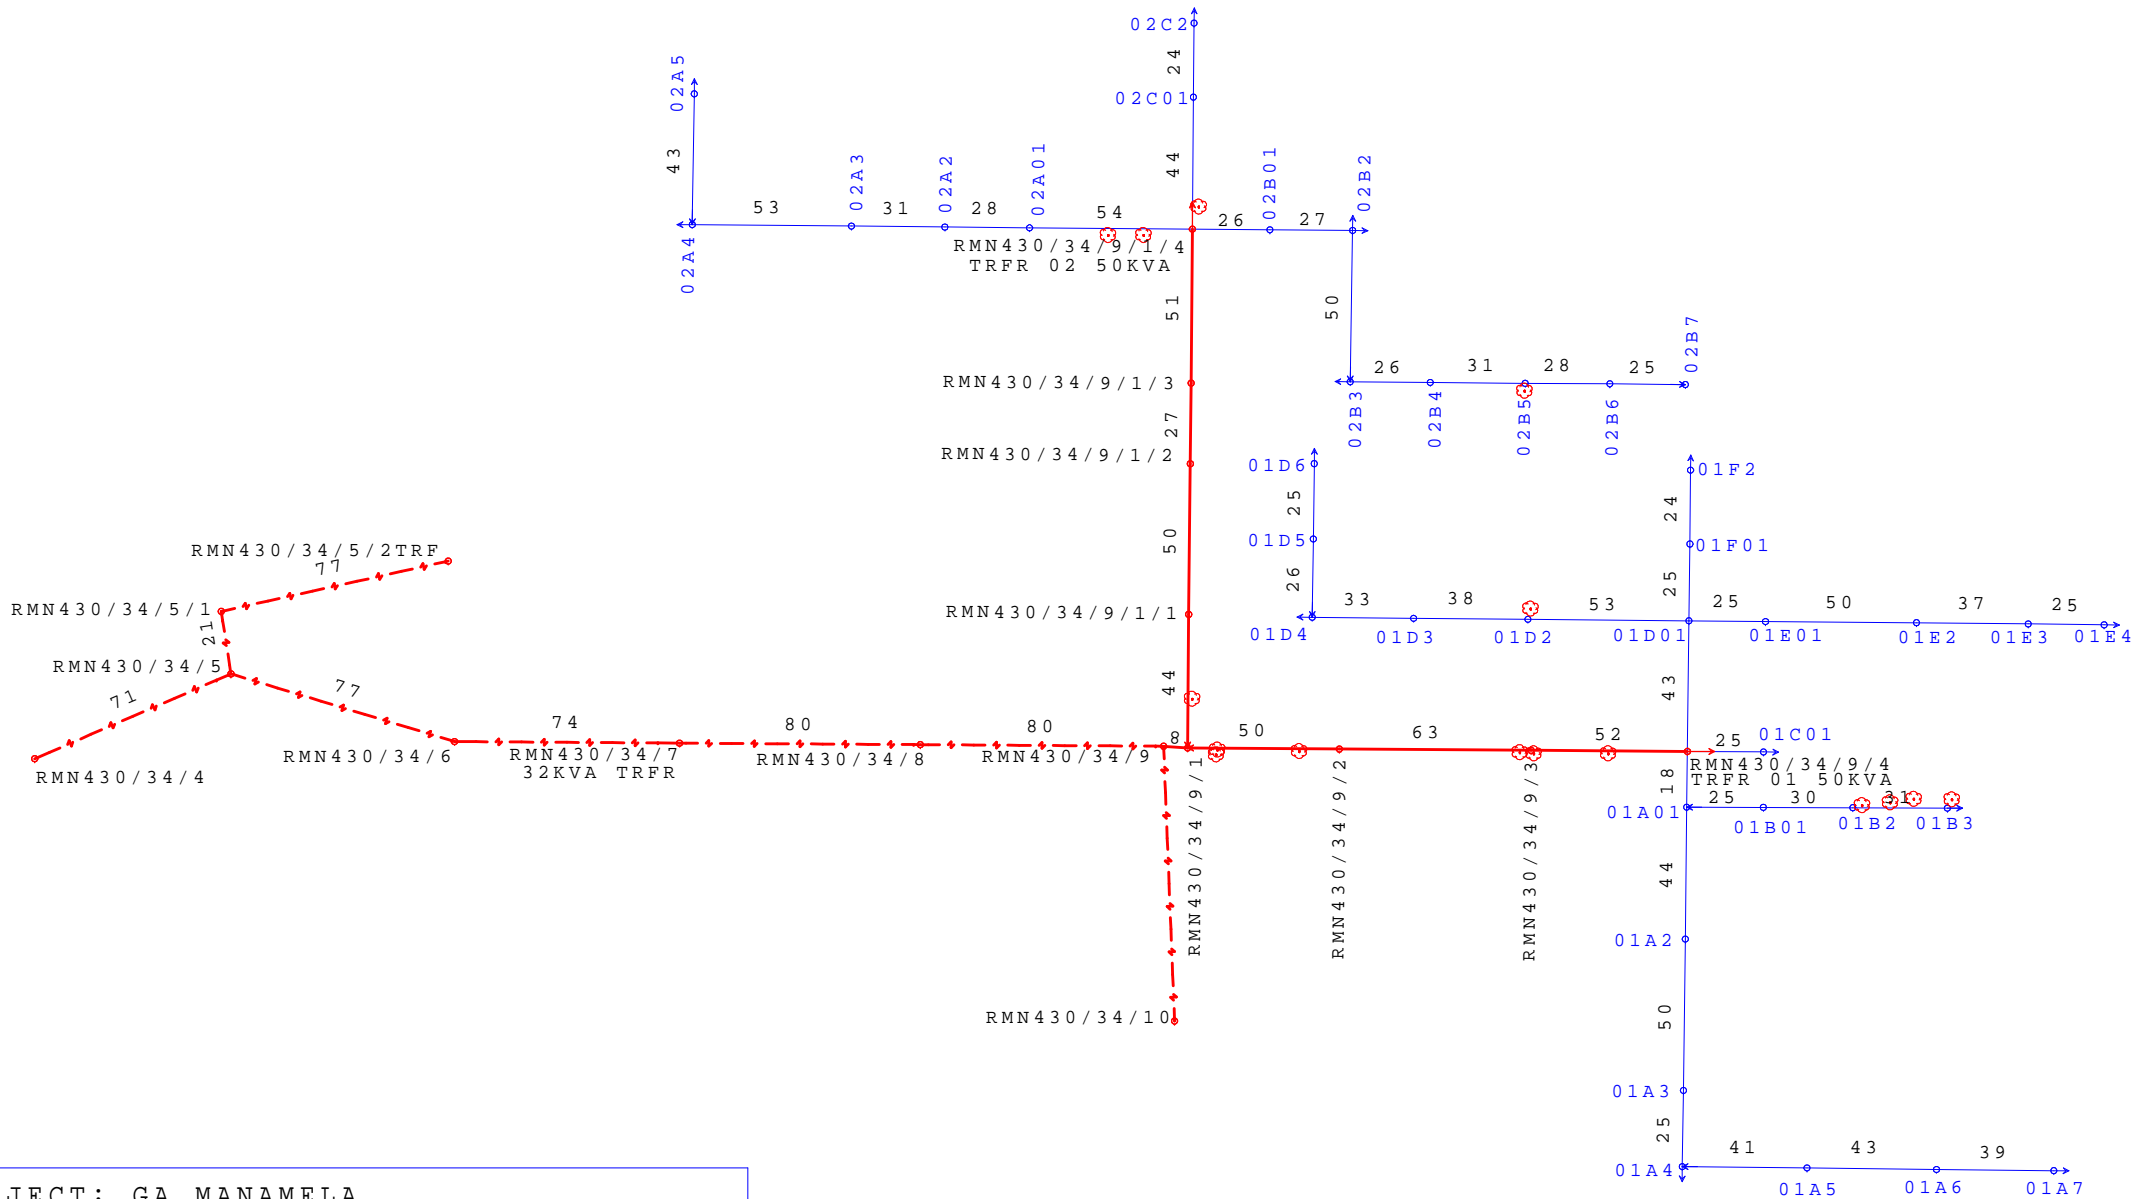 02C2
24
02A5
02C01
43
44
02A3
02A2
02A01
02B01
02B2
53
31
28
54
26
27
02A4
RMN430/34/9/1/4
TRFR 02 50KVA
51
50
02B7
RMN430/34/9/1/3
26
31
28
25
02B3
02B4
02B5
02B6
27
RMN430/34/9/1/2
01D6
01F2
25
24
50
01D5
01F01
RMN430/34/5/2TRF
77
26
25
RMN430/34/5/1
RMN430/34/9/1/1
33
38
53
25
50
37
25
01D4
01D3
01D2
01D01
01E01
01E2
01E3
01E4
21
RMN430/34/5
71
77
44
43
74
80
80
8
50
63
52
25
01C01
RMN430/34/4
RMN430/34/6
RMN430/34/7
32KVA TRFR
RMN430/34/8
RMN430/34/9
RMN430/34/9/1
RMN430/34/9/2
RMN430/34/9/3
RMN430/34/9/4
TRFR 01 50KVA
18
25
30
31
01A01
01B01
01B2
01B3
44
01A2
RMN430/34/10
50
01A3
25
41
43
39
01A4
01A5
01A6
01A7
JECT: GA MANAMELA